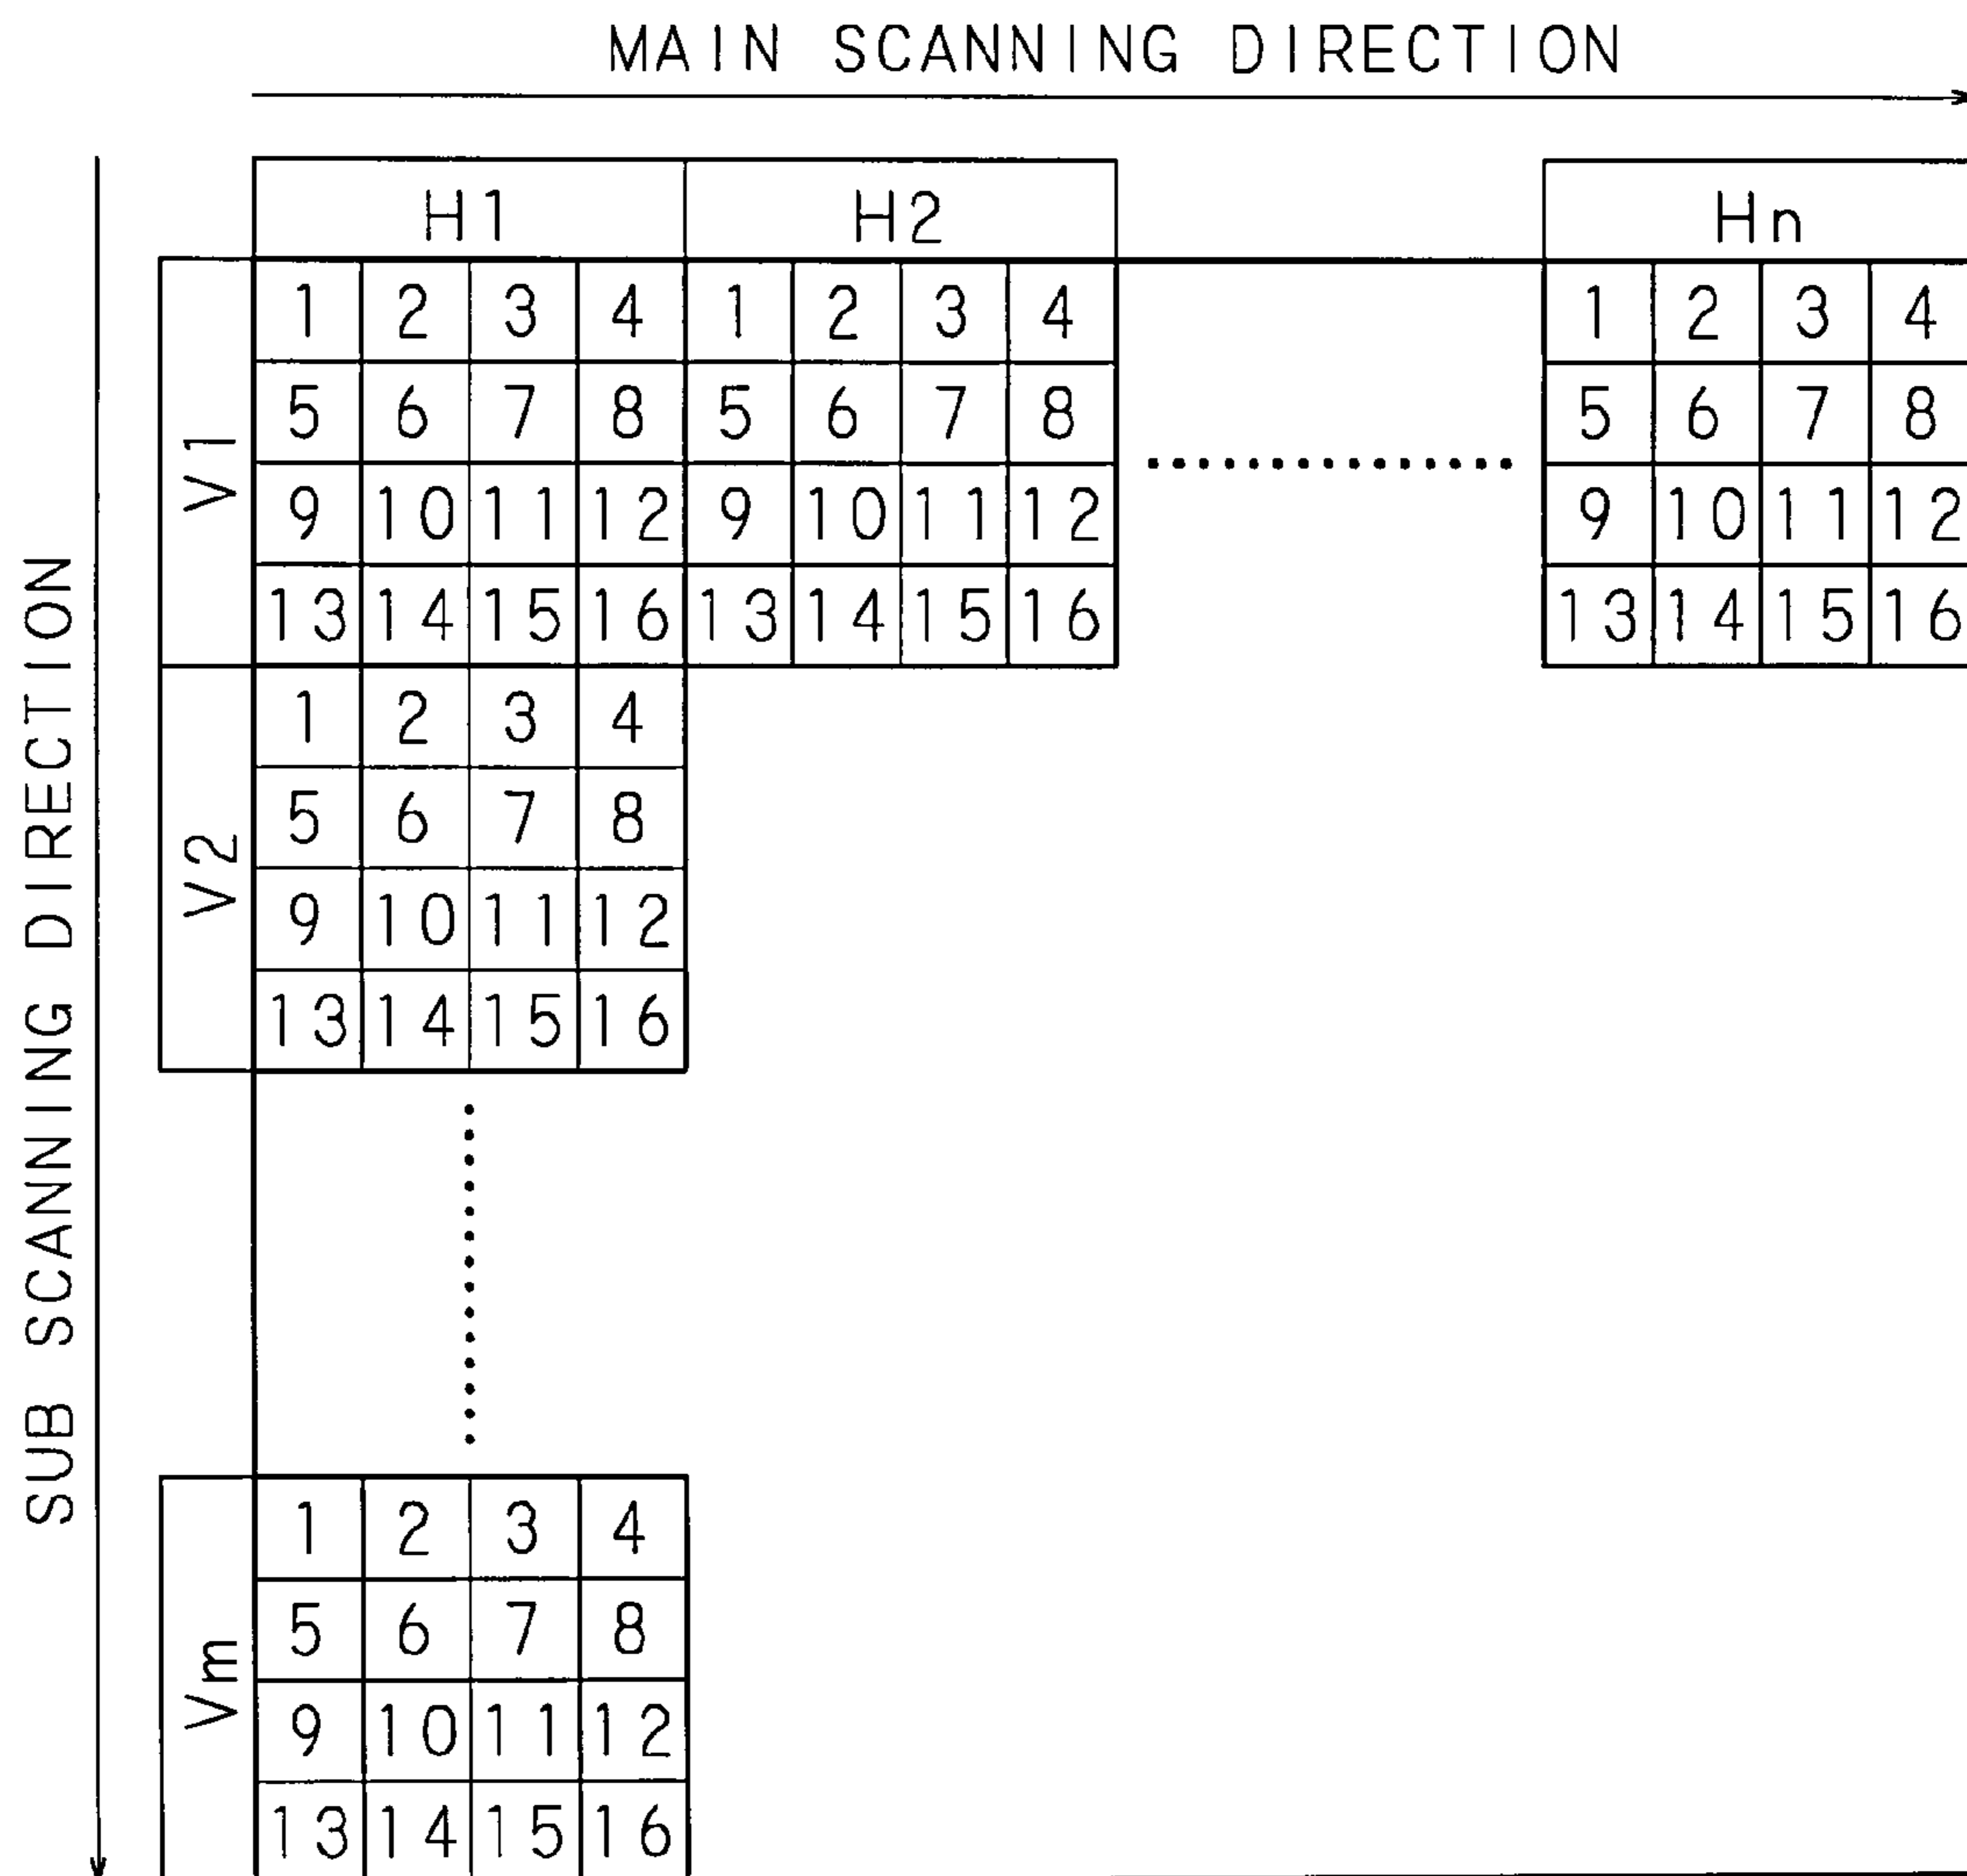 MAIN SCANNING DIRECTION
H1 H2 Hn
SUB SCANNING DIRECTION
V1
1 2 3 4 1 2 3 4 1 2 3 4
5 6 7 8 5 6 7 8 5 6 7 8
9 10 11 12 9 10 11 12 9 10 11 12
13 14 15 16 13 14 15 16 13 14 15 16
V2
1 2 3 4
5 6 7 8
9 10 11 12
13 14 15 16
Vm
1 2 3 4
5 6 7 8
9 10 11 12
13 14 15 16